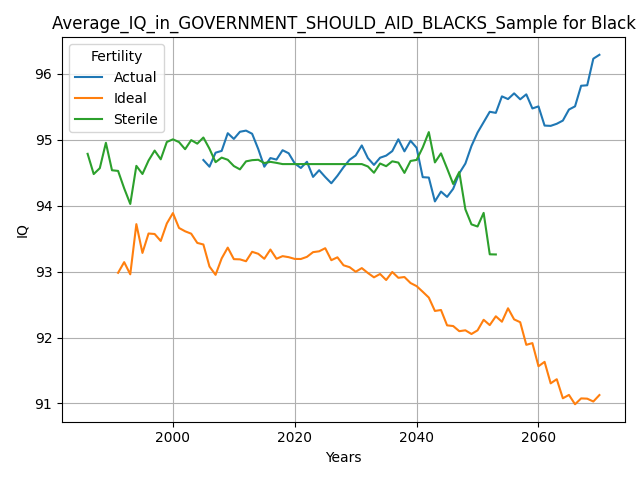 Average_IQ_in_GOVERNMENT_SHOULD_AID_BLACKS_Sample for Black
Fertility
Actual
Ideal
Sterile
IQ
96
95
94
93
92
91
2000
2020
2040
2060
Years